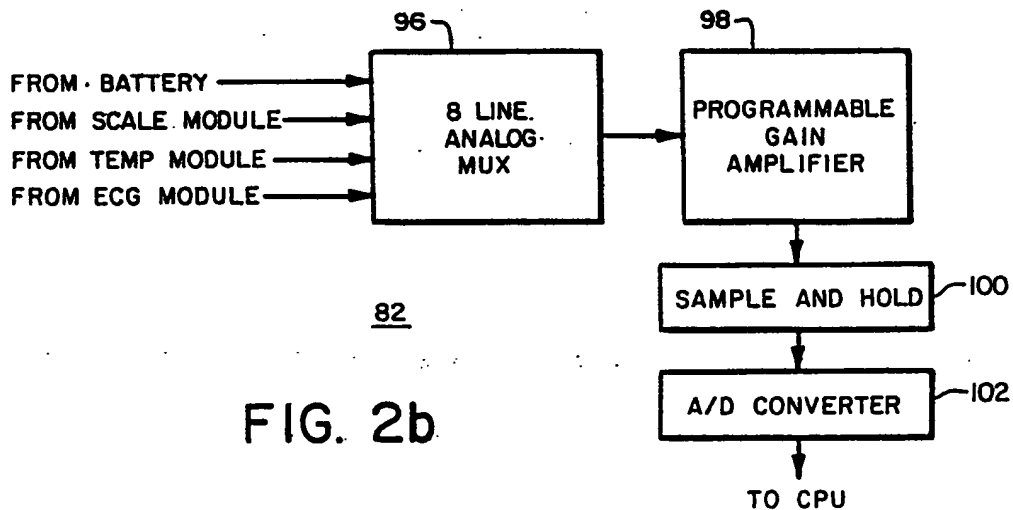 96
98
FROM BATTERY
FROM SCALE MODULE
FROM TEMP MODULE
FROM ECG MODULE
8 LINE.
ANALOG.
MUX
PROGRAMMABLE
GAIN
AMPLIFIER
SAMPLE AND HOLD
100
82
A/D CONVERTER
102
FIG. 2b
TO CPU